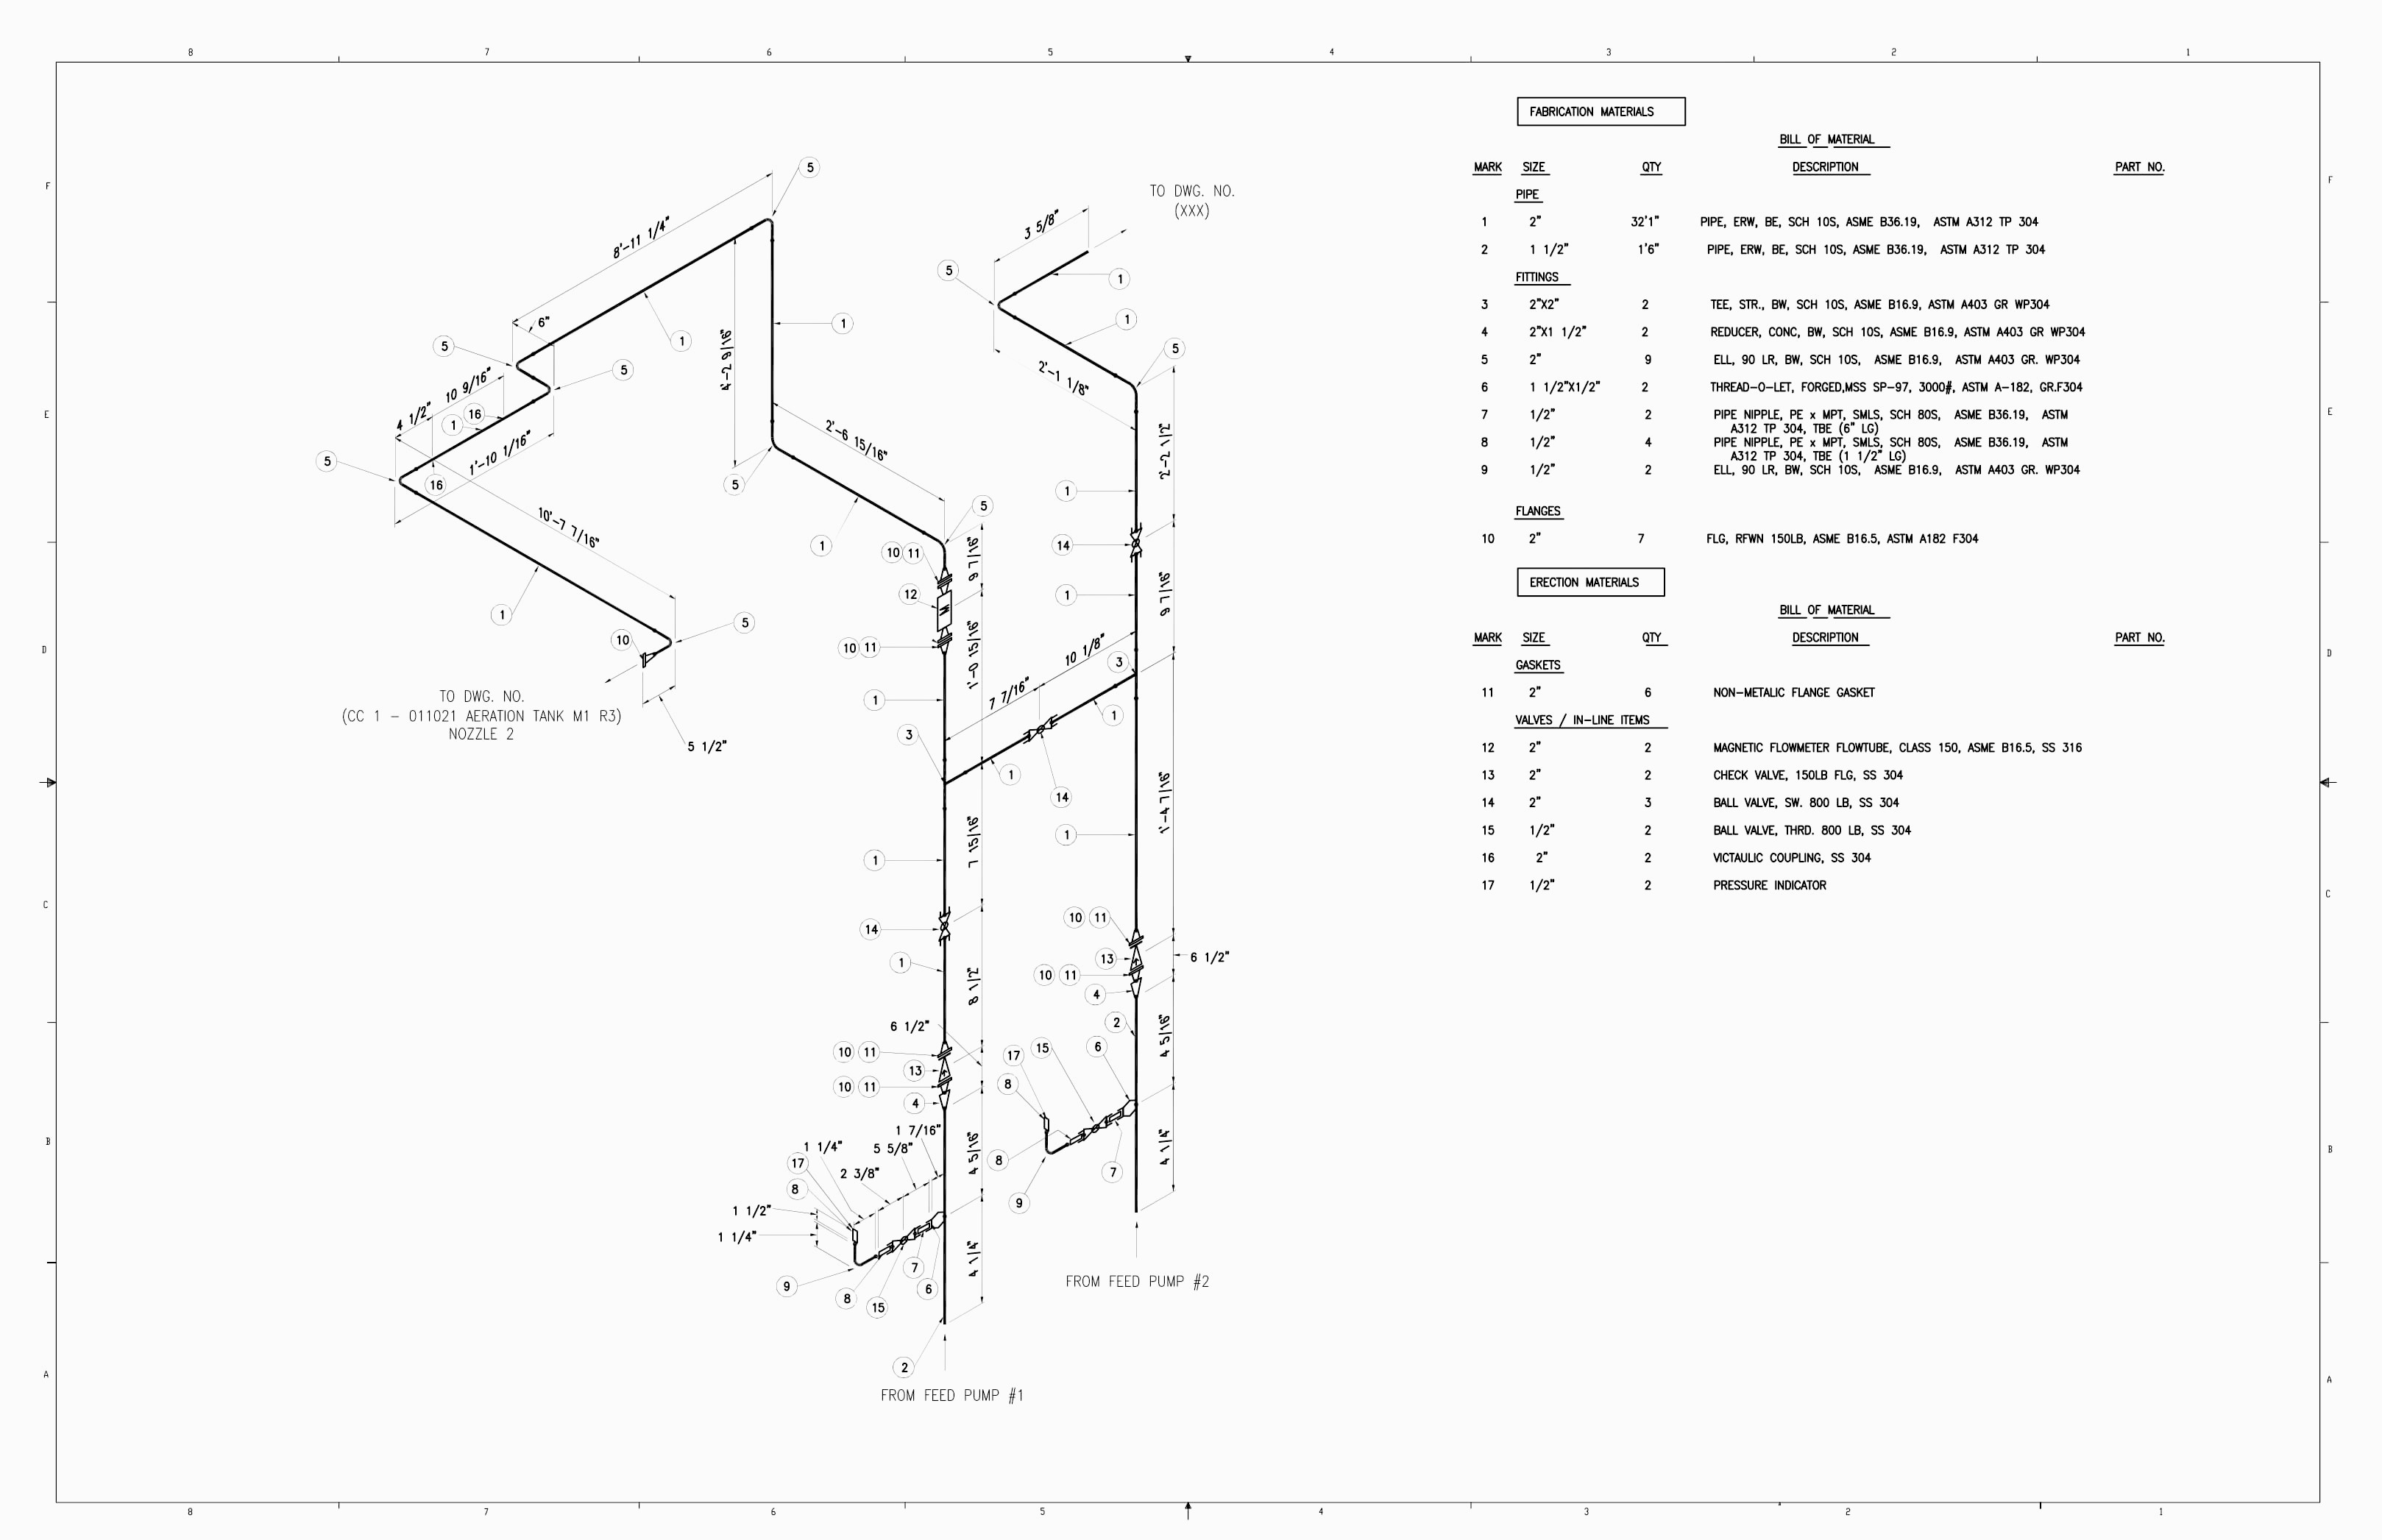 8 7 6 5 4 3 2 1
F
E
D
C
B
A
F
E
D
C
B
A
8 7 6 5 4 3 2 1
5
8'-11 1/4"
6"
5
1
1
4'-2 9/16"
5
10 9/16"
4 1/2"
16
1
1'-10 1/16"
5
16
5
2'-6 15/16"
10'-7 7/16"
1
1
5
10
5
TO DWG. NO.
(CC 1 - 011021 AERATION TANK M1 R3)
NOZZLE 2
5 1/2"
10 11
9 7/16"
12
10 11
1'-0 15/16"
1
3
7 7/16"
10 1/8"
3
1
1
14
1
7 15/16"
14
1
8 1/2"
6 1/2"
10 11
13
10 11
4
1 7/16"
5 5/8"
1 1/4"
2 3/8"
17
8
1 1/2"
1 1/4"
9
8
15
7
6
4 5/16"
4 1/4"
2
FROM FEED PUMP #1
TO DWG. NO.
(XXX)
3 5/8"
5
1
1
2'-1 1/8"
5
2'-2 1/2"
1
14
1
9 7/16"
1'-4 7/16"
1
10 11
13
10 11
6 1/2"
4
2
4 5/16"
6
15
17
8
8
9
7
4 1/4"
FROM FEED PUMP #2
FABRICATION MATERIALS
BILL OF MATERIAL
MARK SIZE QTY DESCRIPTION PART NO.
PIPE
1 2" 32'1" PIPE, ERW, BE, SCH 10S, ASME B36.19, ASTM A312 TP 304
2 1 1/2" 1'6" PIPE, ERW, BE, SCH 10S, ASME B36.19, ASTM A312 TP 304
FITTINGS
3 2"X2" 2 TEE, STR., BW, SCH 10S, ASME B16.9, ASTM A403 GR WP304
4 2"X1 1/2" 2 REDUCER, CONC, BW, SCH 10S, ASME B16.9, ASTM A403 GR WP304
5 2" 9 ELL, 90 LR, BW, SCH 10S, ASME B16.9, ASTM A403 GR. WP304
6 1 1/2"X1/2" 2 THREAD-O-LET, FORGED,MSS SP-97, 3000#, ASTM A-182, GR.F304
7 1/2" 2 PIPE NIPPLE, PE x MPT, SMLS, SCH 80S, ASME B36.19, ASTM
A312 TP 304, TBE (6" LG)
8 1/2" 4 PIPE NIPPLE, PE x MPT, SMLS, SCH 80S, ASME B36.19, ASTM
A312 TP 304, TBE (1 1/2" LG)
9 1/2" 2 ELL, 90 LR, BW, SCH 10S, ASME B16.9, ASTM A403 GR. WP304
FLANGES
10 2" 7 FLG, RFWN 150LB, ASME B16.5, ASTM A182 F304
ERECTION MATERIALS
BILL OF MATERIAL
MARK SIZE QTY DESCRIPTION PART NO.
GASKETS
11 2" 6 NON-METALIC FLANGE GASKET
VALVES / IN-LINE ITEMS
12 2" 2 MAGNETIC FLOWMETER FLOWTUBE, CLASS 150, ASME B16.5, SS 316
13 2" 2 CHECK VALVE, 150LB FLG, SS 304
14 2" 3 BALL VALVE, SW. 800 LB, SS 304
15 1/2" 2 BALL VALVE, THRD. 800 LB, SS 304
16 2" 2 VICTAULIC COUPLING, SS 304
17 1/2" 2 PRESSURE INDICATOR